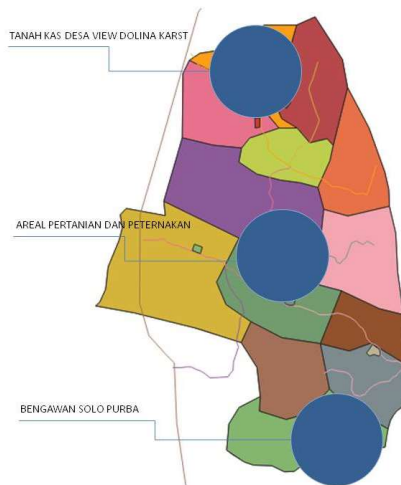 TANAH KAS DESA VIEW DOLINA KARST
AREAL PERTANIAN DAN PETERNAKAN
BENGAWAN SOLO PURBA